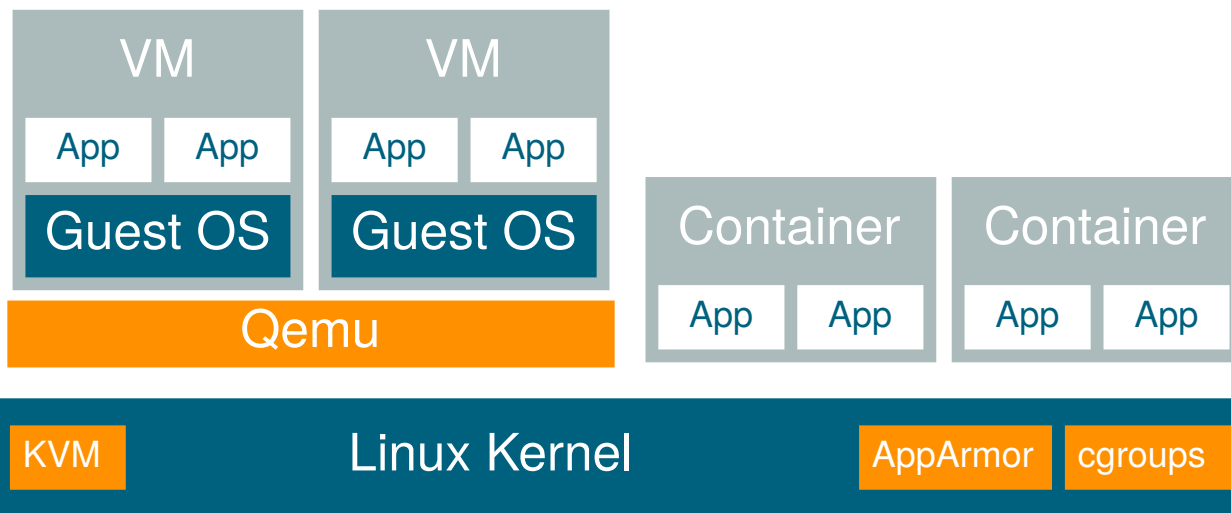 VM
App App
Guest OS
VM
App App
Guest OS
Qemu
Container
App App
Container
App App
KVM
Linux Kernel
AppArmor
cgroups